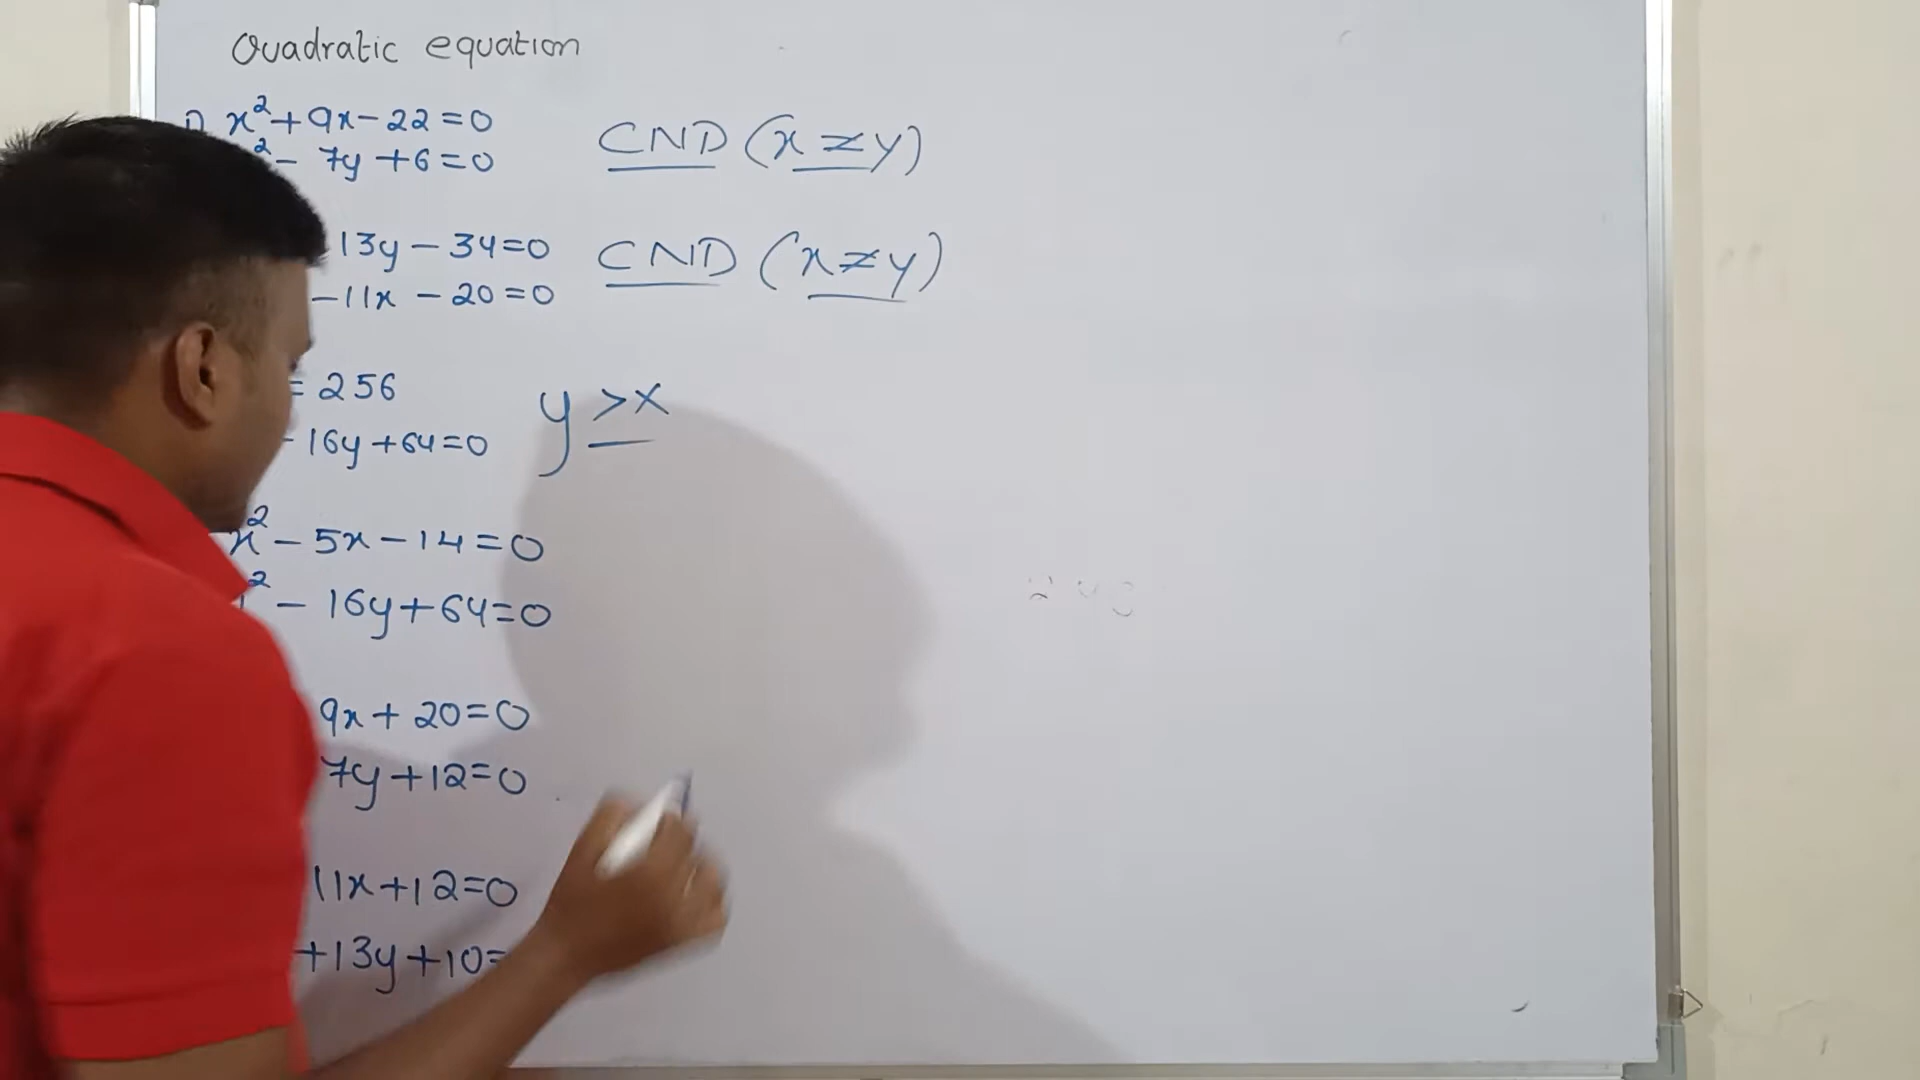 Quadratic equation
x²+9x-22=0 CND (x≠y)
² - 7y +6=0
13y - 34=0 CND (x≠y)
-11x - 20=0
= 256 y>x
- 16y+64=0
x² - 5x - 14=0
² - 16y+64=0
9x + 20=0
7y +12=0
11x+12=0
+13y+10=